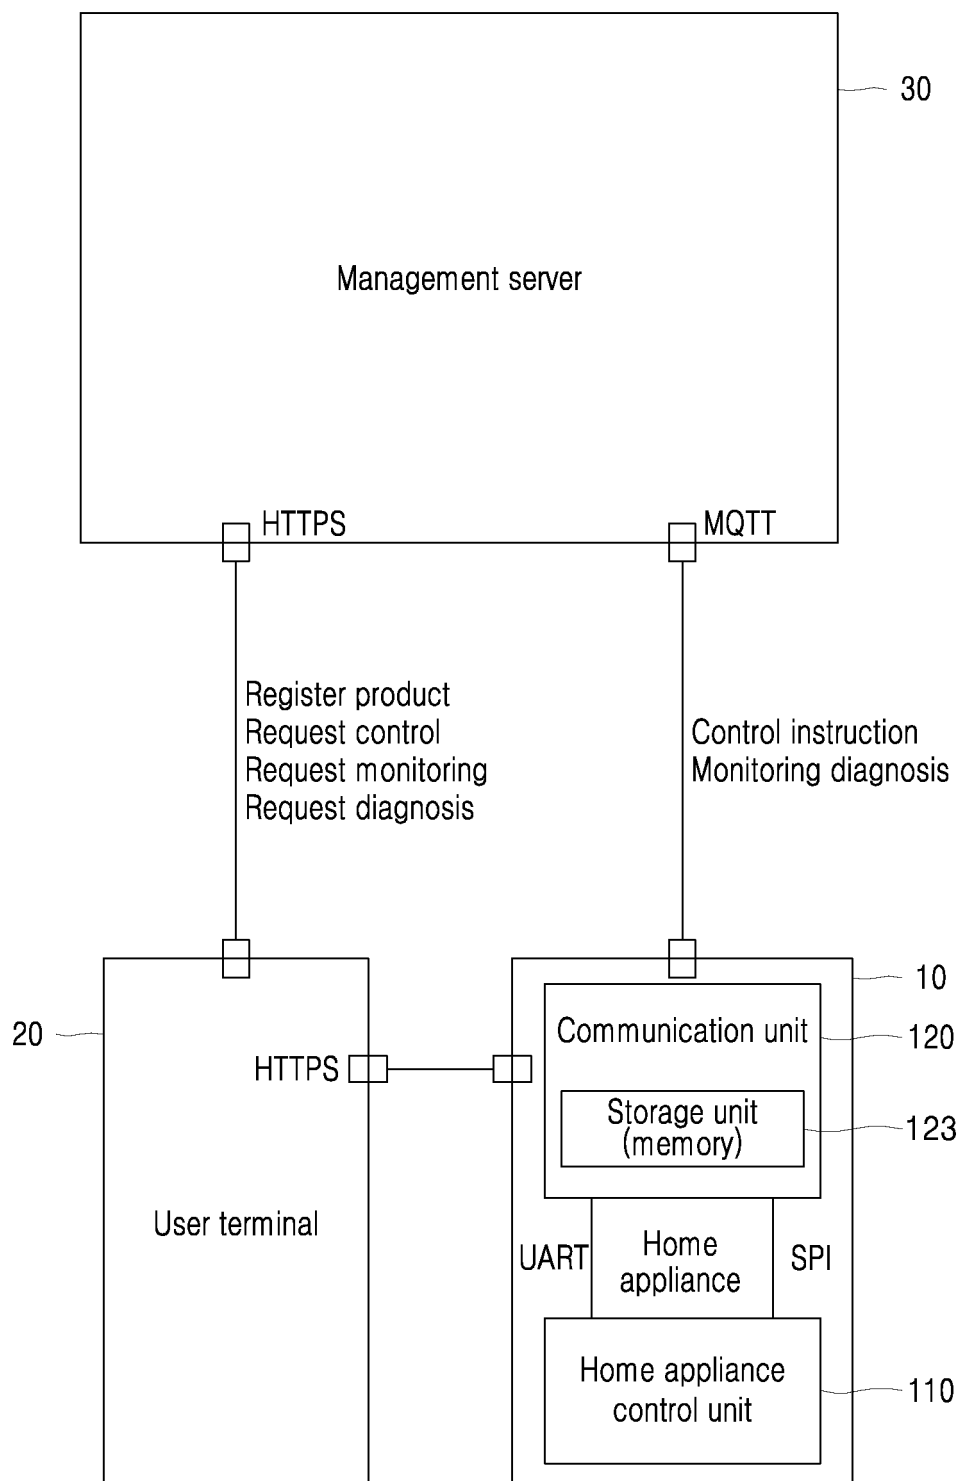 30
Management server
HTTPS
MQTT
Register product
Request control
Request monitoring
Request diagnosis
Control instruction
Monitoring diagnosis
10
20
Communication unit
120
HTTPS
Storage unit
(memory)
123
User terminal
UART
Home
appliance
SPI
Home appliance
control unit
110